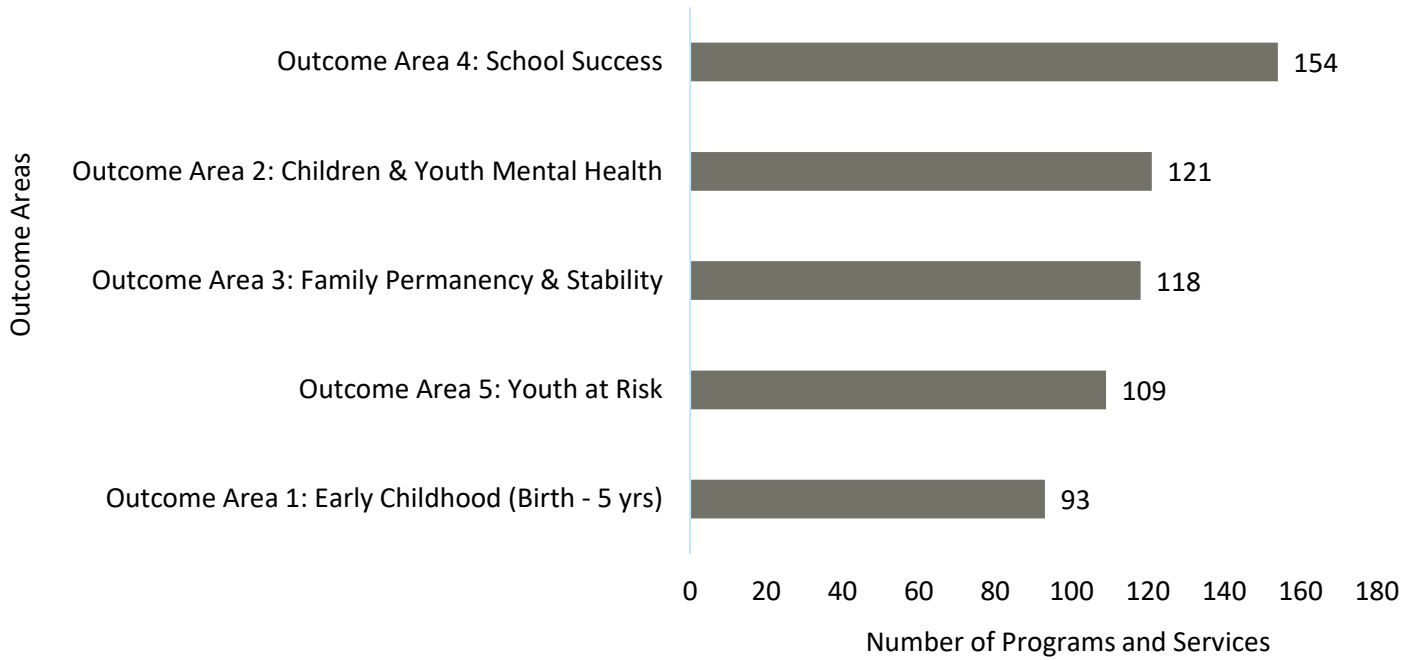 Outcome Areas
Outcome Area 4: School Success
154
Outcome Area 2: Children & Youth Mental Health
121
Outcome Area 3: Family Permanency & Stability
118
Outcome Area 5: Youth at Risk
109
Outcome Area 1: Early Childhood (Birth - 5 yrs)
93
0 20 40 60 80 100 120 140 160 180
Number of Programs and Services